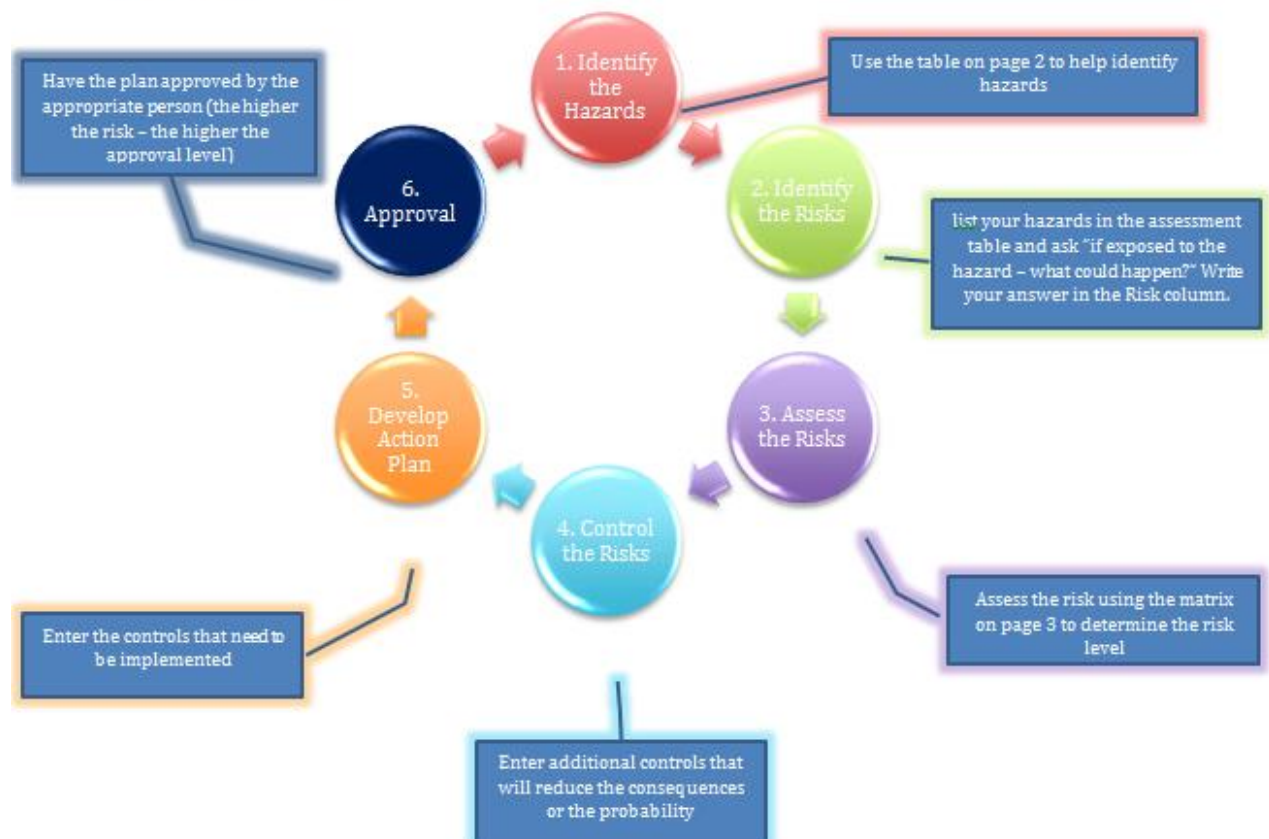 1. Identify
the
Hazards
Use the table on page 2 to help identify
hazards
2. Identify
the Risks
list your hazards in the assessment
table and ask "if exposed to the
hazard – what could happen?" Write
your answer in the Risk column.
3. Assess
the Risks
Assess the risk using the matrix
on page 3 to determine the risk
level
4. Control
the Risks
Enter additional controls that
will reduce the consequences
or the probability
5.
Develop
Action
Plan
Enter the controls that need to
be implemented
6.
Approval
Have the plan approved by the
appropriate person (the higher
the risk – the higher the
approval level)